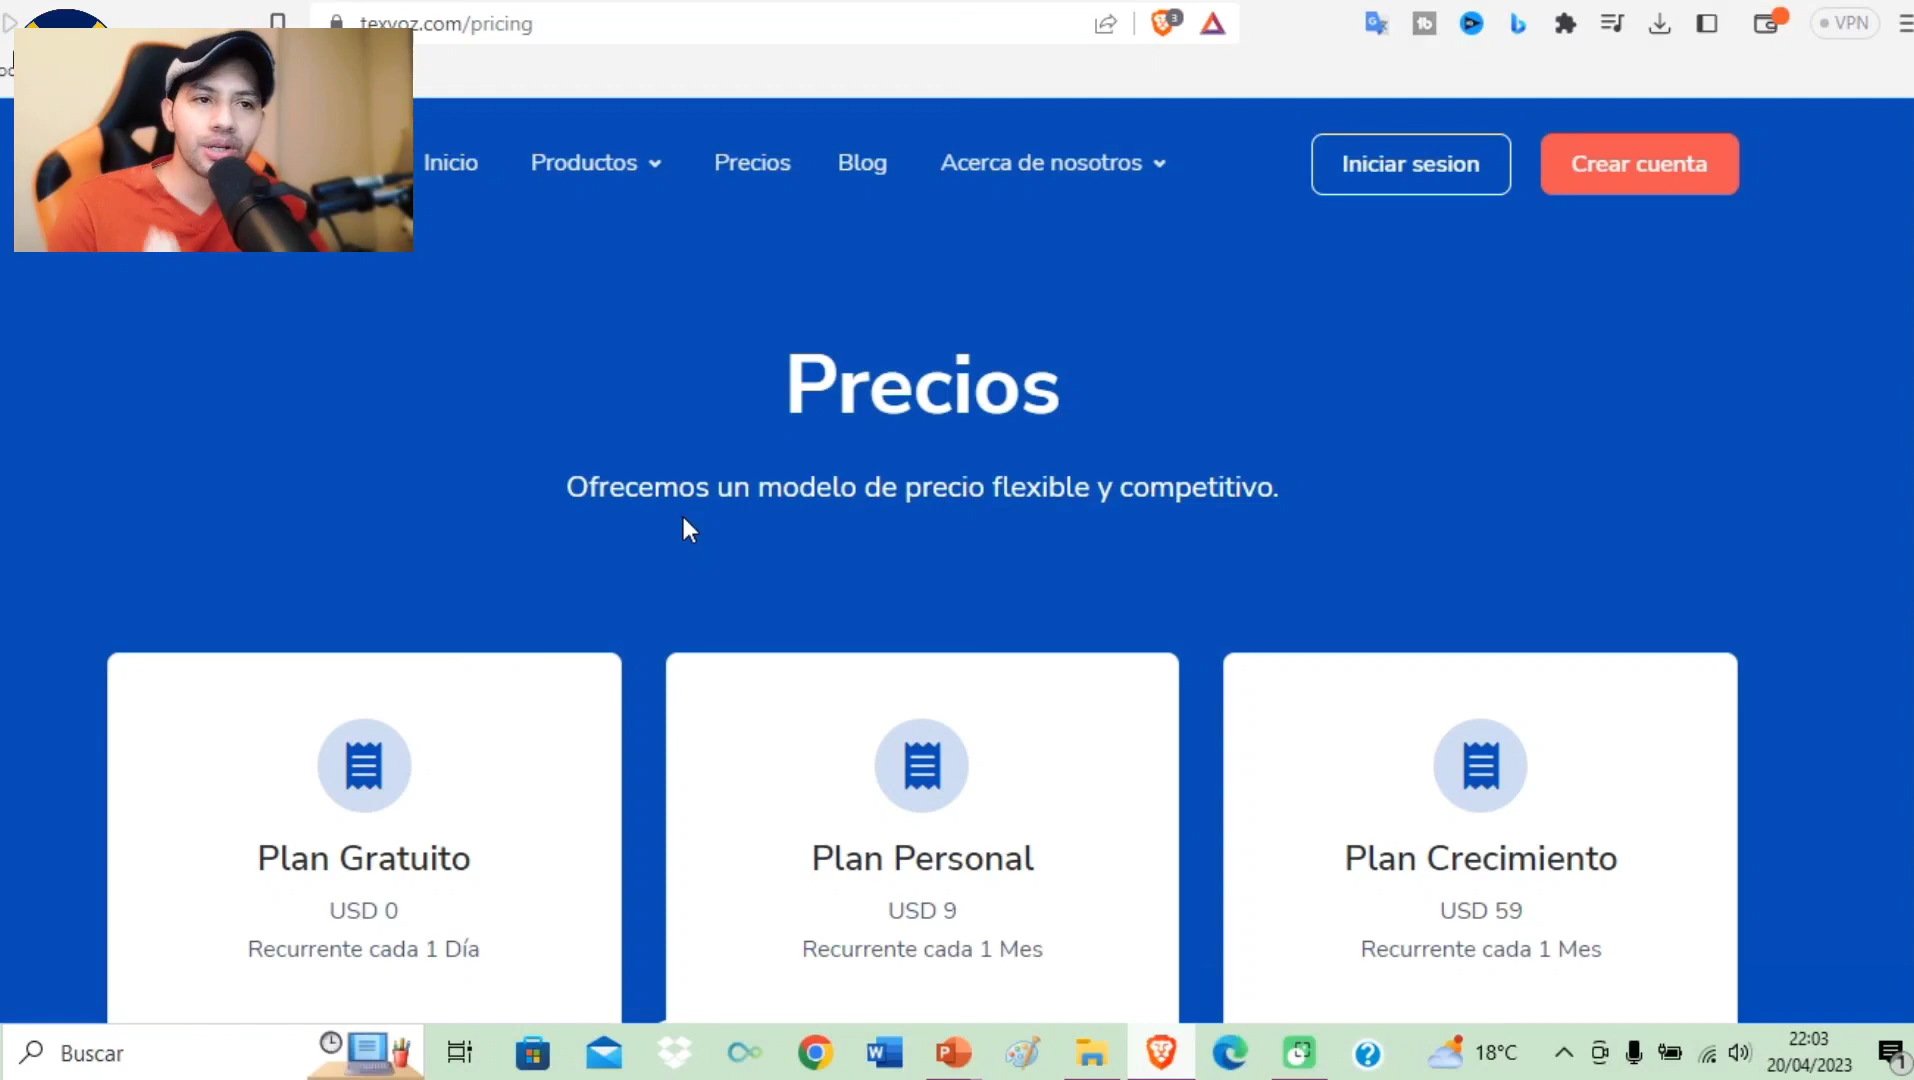 texvoz.com/pricing
3
VPN
Inicio
Productos
Precios
Blog
Acerca de nosotros
Iniciar sesion
Crear cuenta
Precios
Ofrecemos un modelo de precio flexible y competitivo.
Plan Gratuito
USD 0
Recurrente cada 1 Día
Plan Personal
USD 9
Recurrente cada 1 Mes
Plan Crecimiento
USD 59
Recurrente cada 1 Mes
Buscar
18°C
22:03
20/04/2023
1